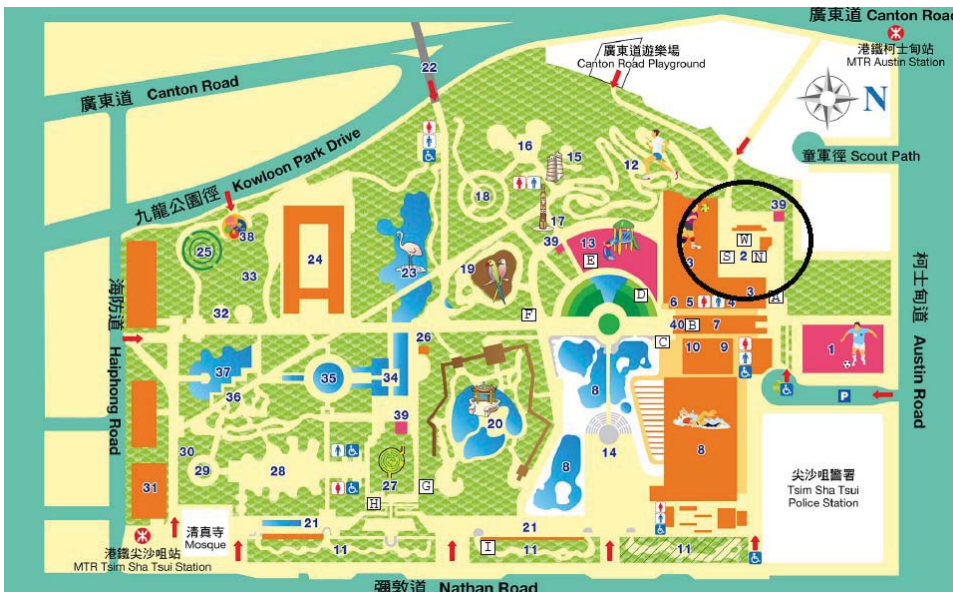 廣東道 Canton Road
港鐵柯士甸站
MTR Austin Station
廣東道遊樂場
Canton Road Playground
22
N
廣東道 Canton Road
童軍徑 Scout Path
九龍公園徑 Kowloon Park Drive
16
15
12
18
17
39
39
38
25
24
23
19
13
E
3
W
S
2
N
33
32
D
6
5
4
3
A
F
40
B
7
C
10
9
1
柯士甸道 Austin Road
海防道 Haiphong Road
26
37
35
34
36
8
P
39
20
8
14
8
30
29
28
27
G
H
31
尖沙咀警署
Tsim Sha Tsui
Police Station
清真寺
Mosque
21
21
11
I
11
11
港鐵尖沙咀站
MTR Tsim Sha Tsui Station
彌敦道 Nathan Road